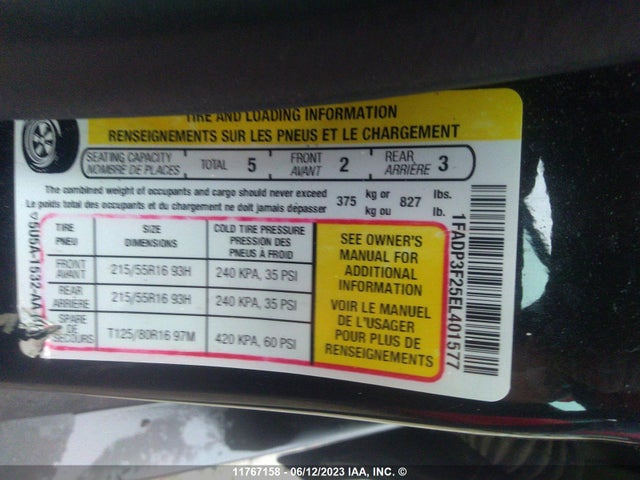 TIRE AND LOADING INFORMATION
RENSEIGNEMENTS SUR LES PNEUS ET LE CHARGEMENT
SEATING CAPACITY
NOMBRE DE PLACES
TOTAL 5
FRONT
AVANT 2
REAR
ARRIÈRE 3
The combined weight of occupants and cargo should never exceed 375 kg or 827 lbs.
Le poids total des occupants et du chargement ne doit jamais dépasser kg ou lb.
TIRE
PNEU
SIZE
DIMENSIONS
COLD TIRE PRESSURE
PRESSION DES
PNEUS À FROID
FRONT
AVANT
215/55R16 93H
240 KPA, 35 PSI
REAR
ARRIÈRE
215/55R16 93H
240 KPA, 35 PSI
SPARE
DE
SECOURS
T125/80R16 97M
420 KPA, 60 PSI
SEE OWNER'S
MANUAL FOR
ADDITIONAL
INFORMATION
VOIR LE MANUEL
DE L'USAGER
POUR PLUS DE
RENSEIGNEMENTS
1FADP3F25EL401577
11767158 - 06/12/2023 IAA, INC. ©